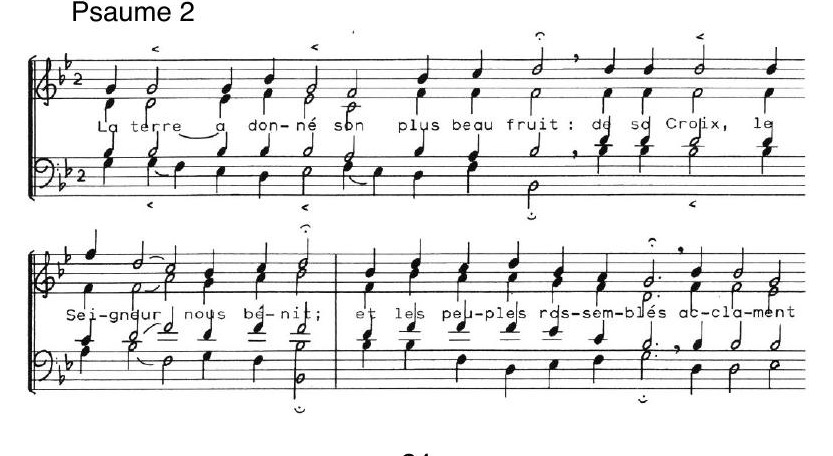 Psaume 2
La terre a don-né son plus beau fruit : de sa Croix, le
Sei-gneur nous bé-nit; et les peu-ples ras-sem-blés ac-cla-ment